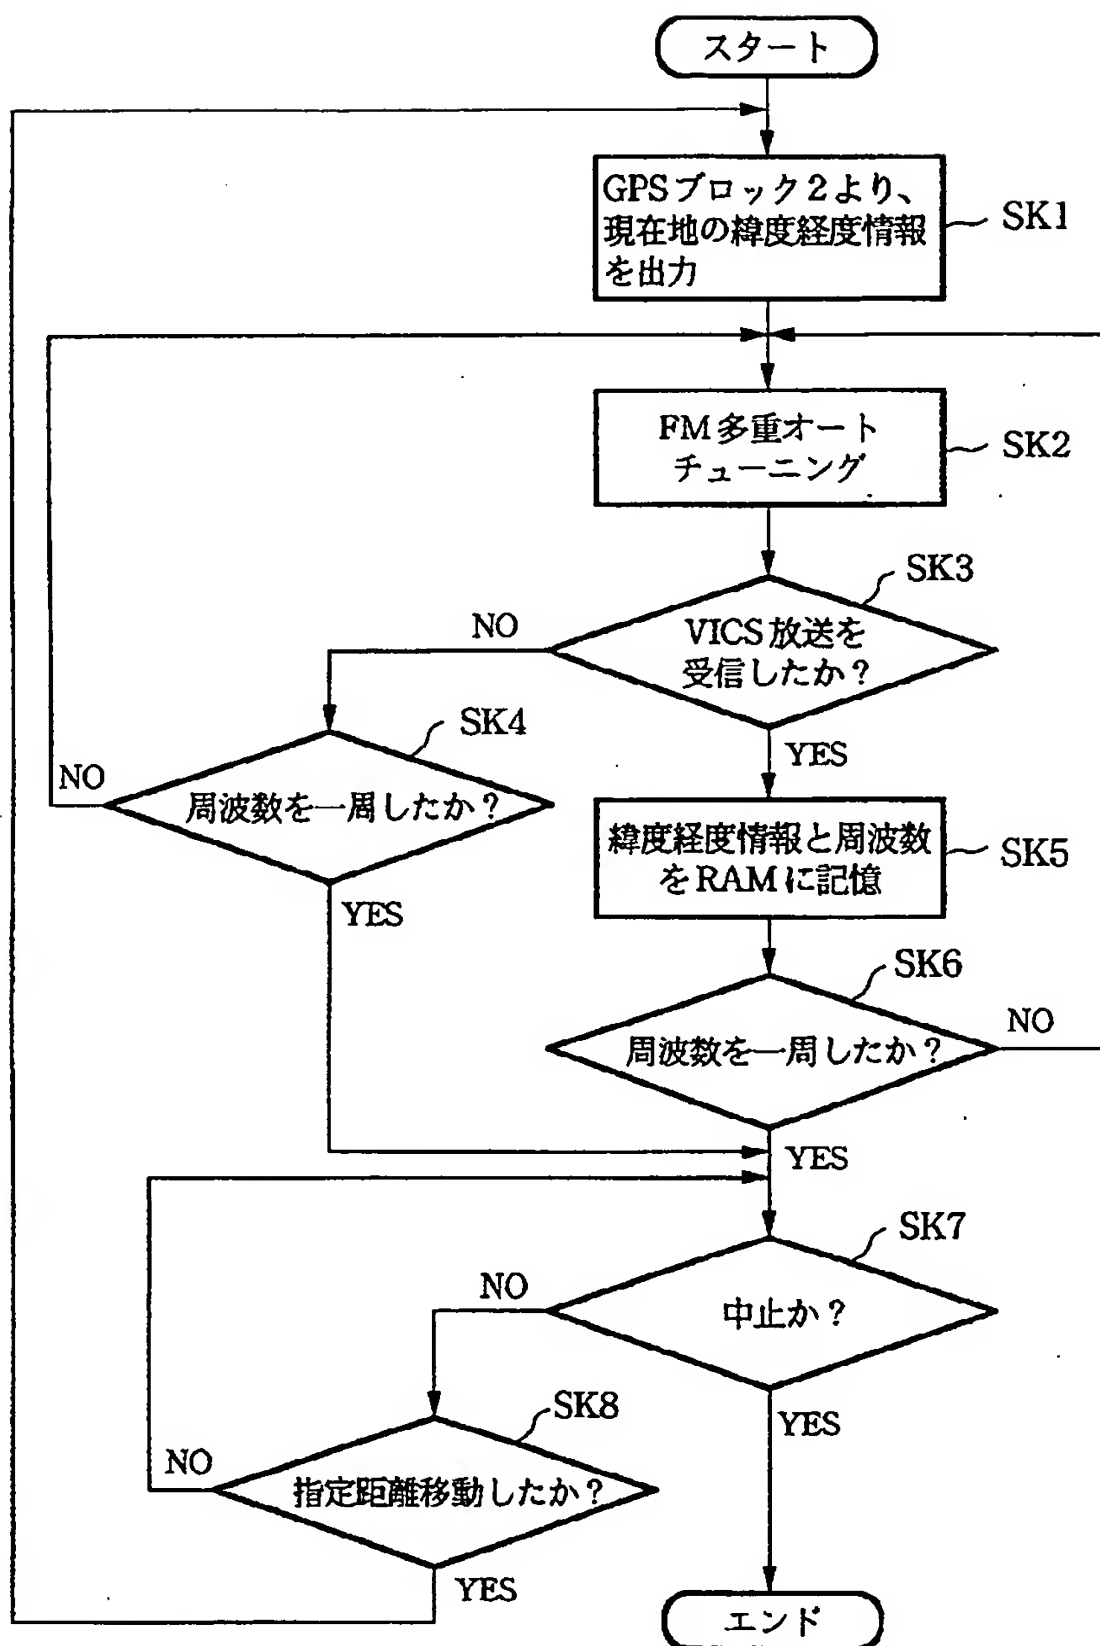 スタート
GPSブロック2より、
現在地の緯度経度情報
を出力
SK1
FM多重オート
チューニング
SK2
SK3
VICS放送を
受信したか?
NO
YES
SK4
周波数を一周したか?
NO
YES
緯度経度情報と周波数
をRAMに記憶
SK5
SK6
周波数を一周したか?
NO
YES
SK7
中止か?
NO
YES
SK8
指定距離移動したか?
NO
YES
エンド